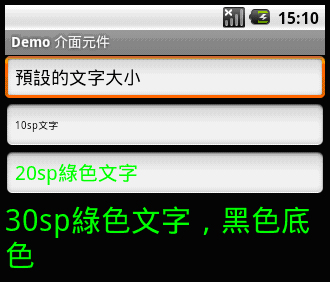 15:10
Demo 介面元件
預設的文字大小
10sp文字
20sp綠色文字
30sp綠色文字，黑色底
色